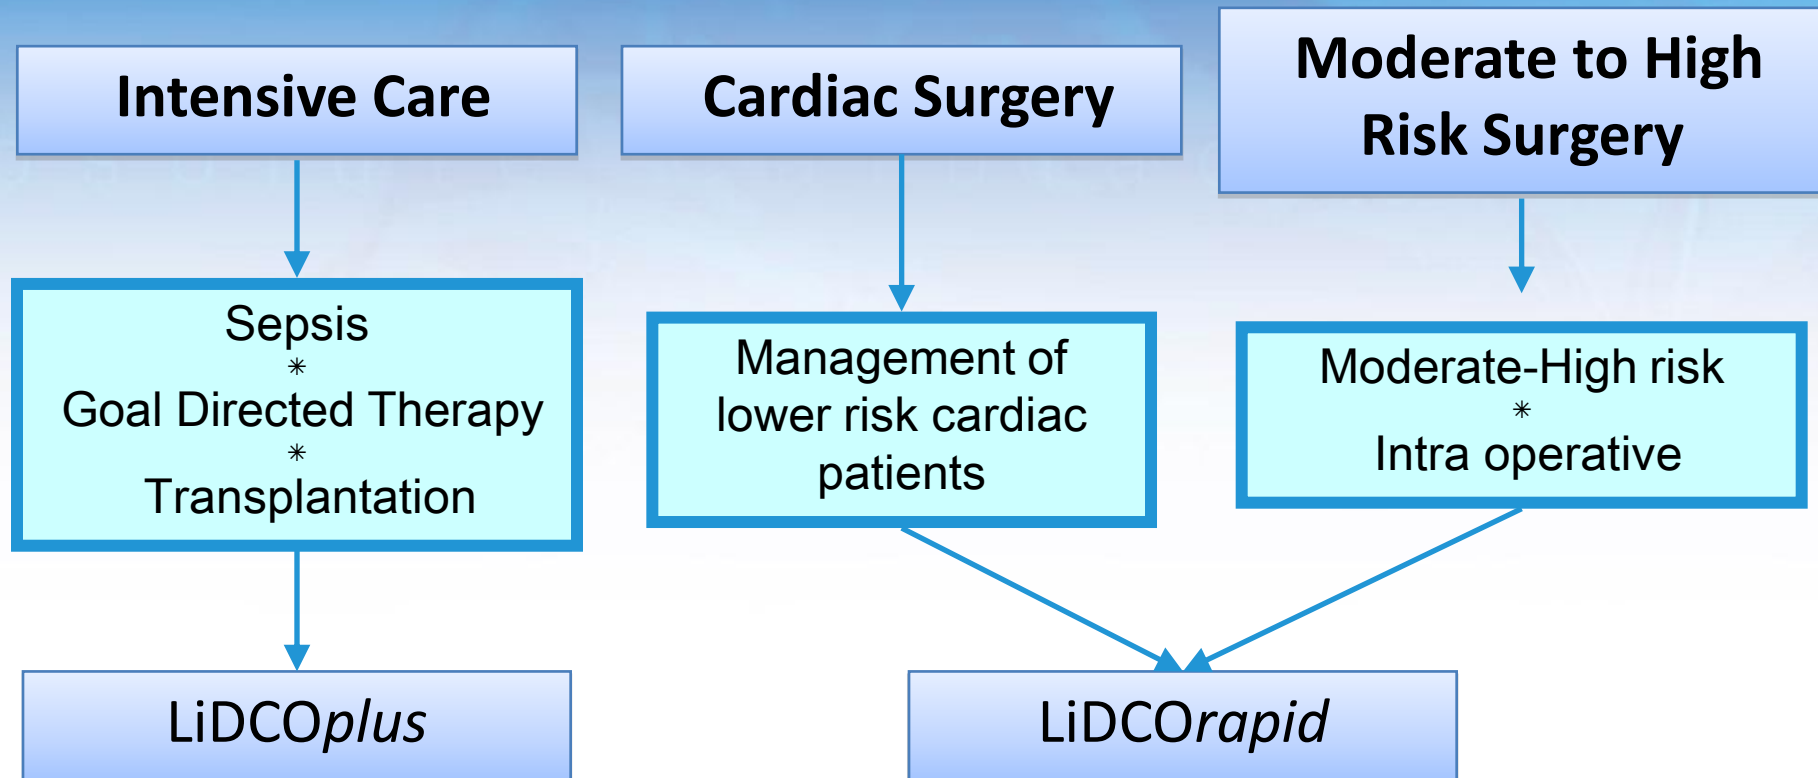 Intensive Care
Cardiac Surgery
Moderate to High
Risk Surgery
Sepsis
*
Goal Directed Therapy
*
Transplantation
Management of
lower risk cardiac
patients
Moderate-High risk
*
Intra operative
LiDCOplus
LiDCOrapid